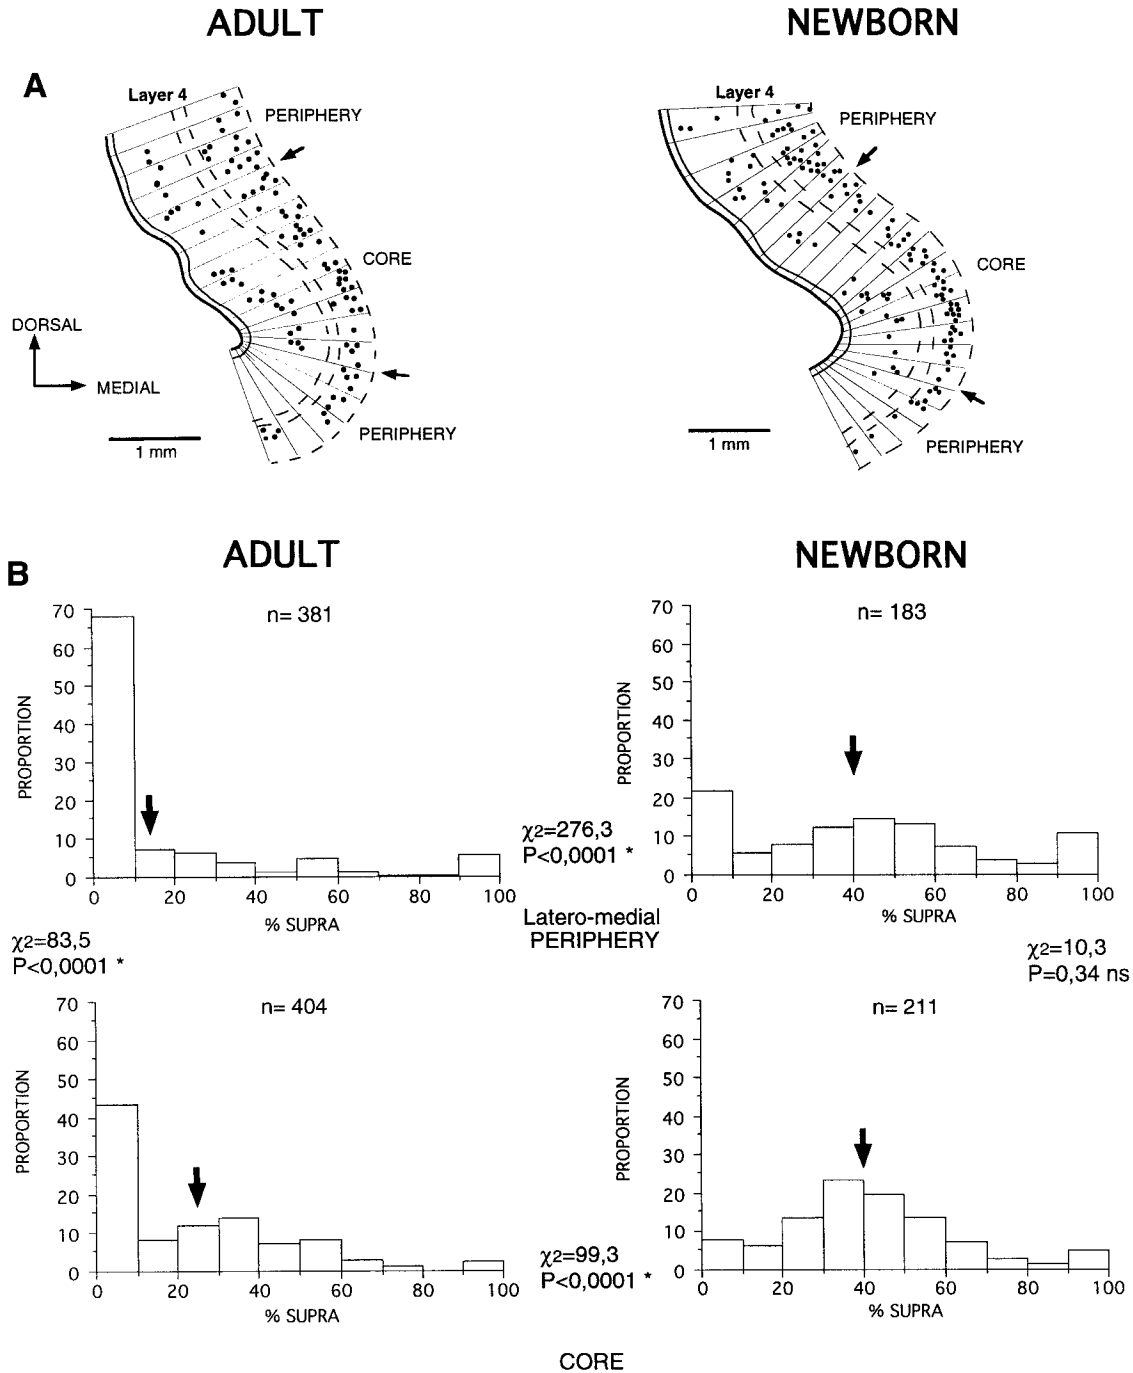 ADULT
NEWBORN
A
Layer 4
PERIPHERY
CORE
DORSAL
MEDIAL
PERIPHERY
1 mm
Layer 4
PERIPHERY
CORE
PERIPHERY
1 mm
B
ADULT
NEWBORN
n= 381
PROPORTION
70
60
50
40
30
20
10
0
0 20 40 60 80 100
% SUPRA
n= 183
PROPORTION
70
60
50
40
30
20
10
0
0 20 40 60 80 100
% SUPRA
χ2=276,3
P<0,0001 *
Latero-medial
PERIPHERY
χ2=83,5
P<0,0001 *
χ2=10,3
P=0,34 ns
n= 404
PROPORTION
70
60
50
40
30
20
10
0
0 20 40 60 80 100
% SUPRA
n= 211
PROPORTION
70
60
50
40
30
20
10
0
0 20 40 60 80 100
% SUPRA
χ2=99,3
P<0,0001 *
CORE